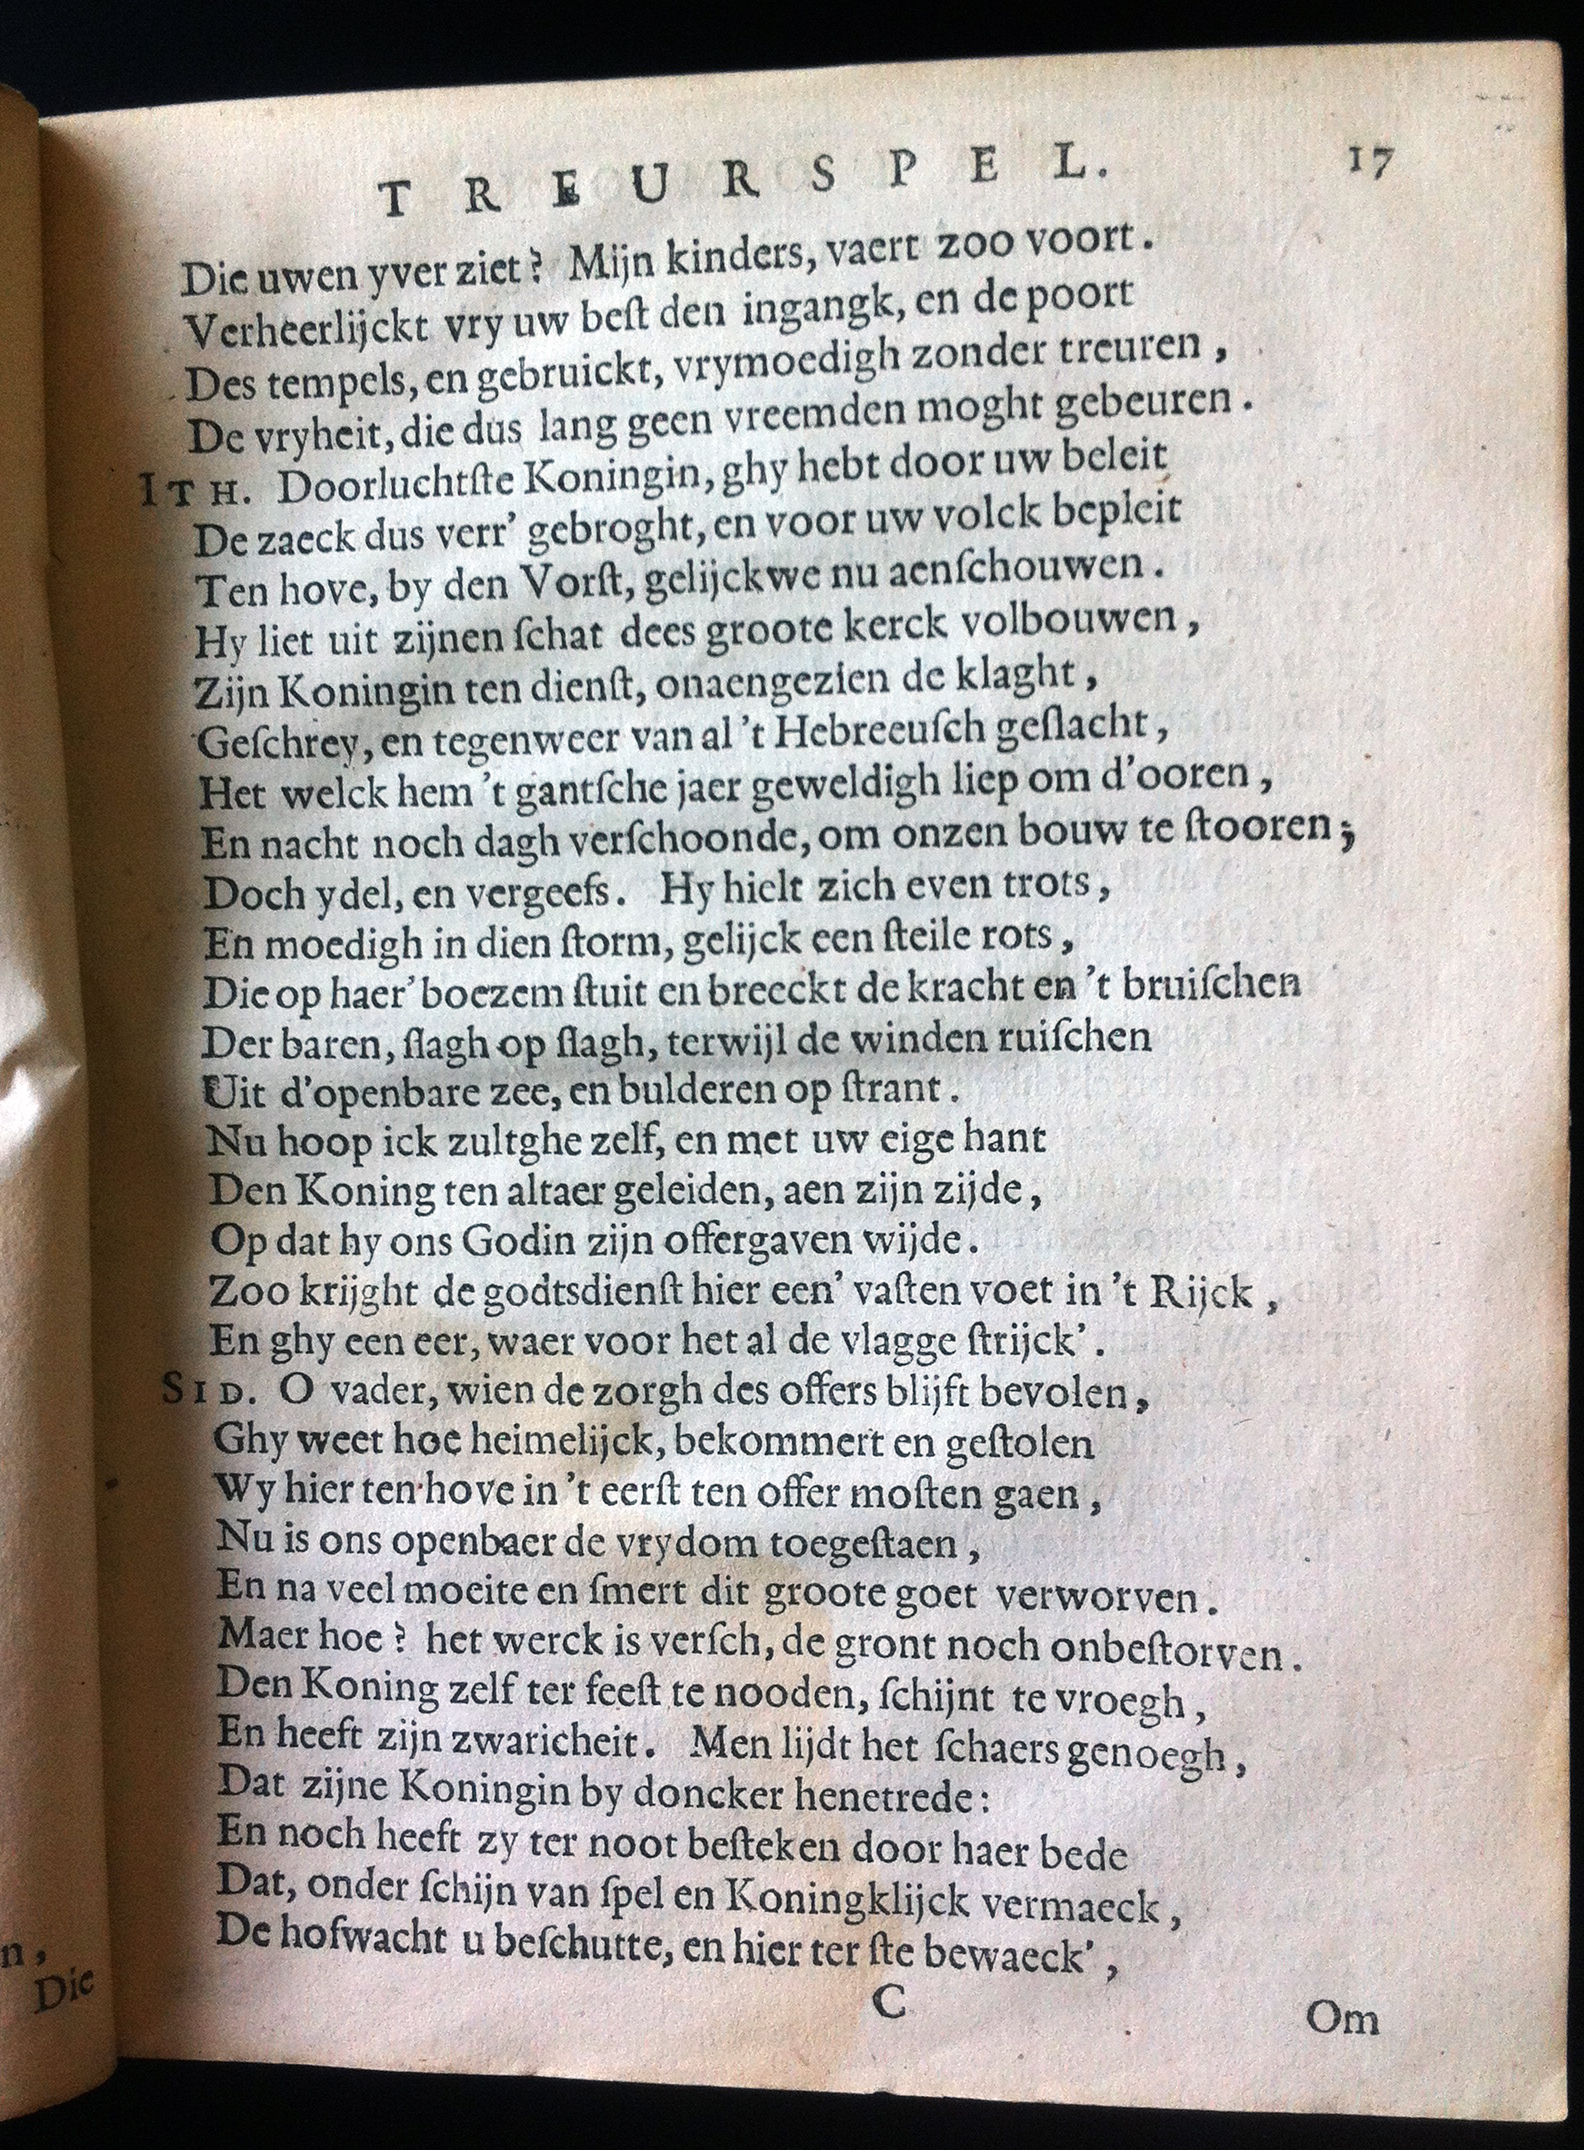 TREURSPEL. 17
Die uwen yver ziet? Mijn kinders, vaert zoo voort.
Verheerlijckt vry uw best den ingangk, en de poort
Des tempels, en gebruickt, vrymoedigh zonder treuren,
De vryheit, die dus lang geen vreemden moght gebeuren.
ITH. Doorluchtſte Koningin, ghy hebt door uw beleit
De zaeck dus verr' gebroght, en voor uw volck bepleit
Ten hove, by den Vorſt, gelijckwe nu aenſchouwen.
Hy liet uit zijnen ſchat dees groote kerck volbouwen,
Zijn Koningin ten dienſt, onaengezien de klaght,
Geſchrey, en tegenweer van al 't Hebreeuſch geſlacht,
Het welck hem 't gantſche jaer geweldigh liep om d'ooren,
En nacht noch dagh verſchoonde, om onzen bouw te ſtooren;
Doch ydel, en vergeefs. Hy hielt zich even trots,
En moedigh in dien ſtorm, gelijck een ſteile rots,
Die op haer' boezem ſtuit en breeckt de kracht en 't bruiſchen
Der baren, ſlagh op ſlagh, terwijl de winden ruiſchen
Uit d'openbare zee, en bulderen op ſtrant.
Nu hoop ick zultghe zelf, en met uw eige hant
Den Koning ten altaer geleiden, aen zijn zijde,
Op dat hy ons Godin zijn offergaven wijde.
Zoo krijght de godtsdienſt hier een' vaſten voet in 't Rijck,
En ghy een eer, waer voor het al de vlagge ſtrijck'.
SID. O vader, wien de zorgh des offers blijft bevolen,
Ghy weet hoe heimelijck, bekommert en geſtolen
Wy hier ten hove in 't eerſt ten offer moſten gaen,
Nu is ons openbaer de vrydom toegeſtaen,
En na veel moeite en ſmert dit groote goet verworven.
Maer hoe? het werck is verſch, de gront noch onbeſtorven.
Den Koning zelf ter feeſt te nooden, ſchijnt te vroegh,
En heeft zijn zwaricheit. Men lijdt het ſchaers genoegh,
Dat zijne Koningin by doncker henetrede:
En noch heeft zy ter noot beſteken door haer bede
Dat, onder ſchijn van ſpel en Koningklijck vermaeck,
De hofwacht u beſchutte, en hier ter ſte bewaeck',
C Om
n,
Die